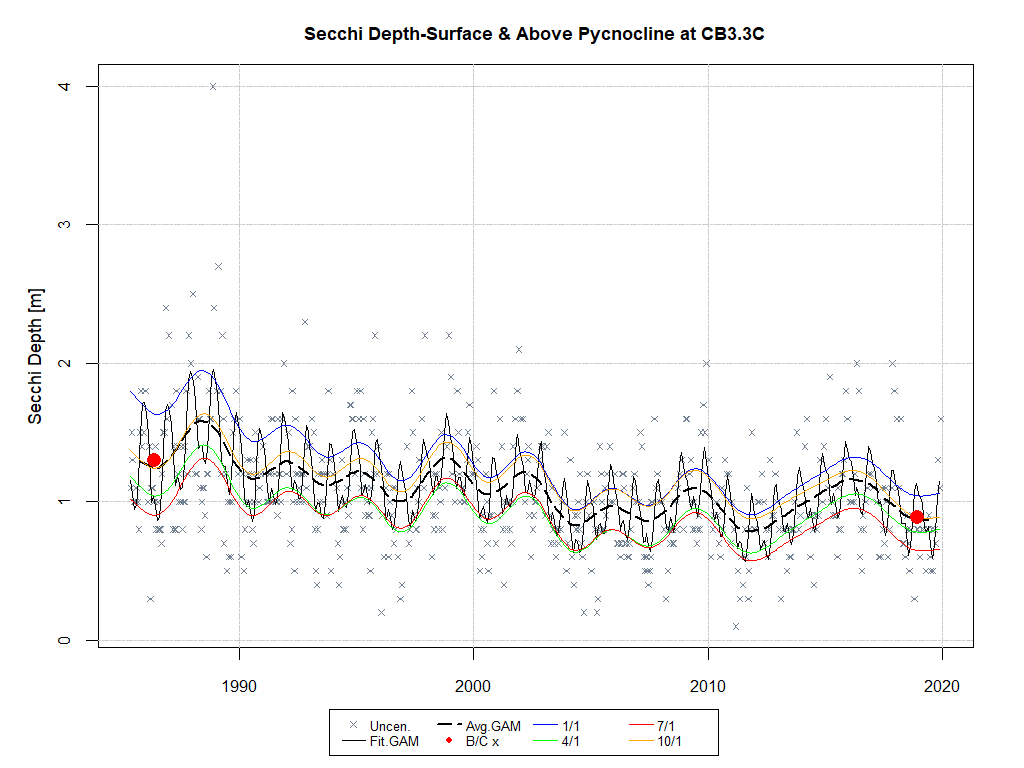 Secchi Depth-Surface & Above Pycnocline at CB3.3C
Secchi Depth [m]
4
3
2
1
0
1990 2000 2010 2020
Uncen. Avg.GAM 1/1 7/1
Fit.GAM B/C x 4/1 10/1